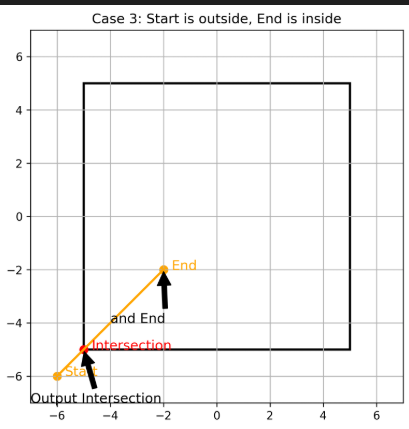 Case 3: Start is outside, End is inside
6
4
2
0
−2
−4
−6
End
and End
Intersection
Start
Output Intersection
−6
−4
−2
0
2
4
6